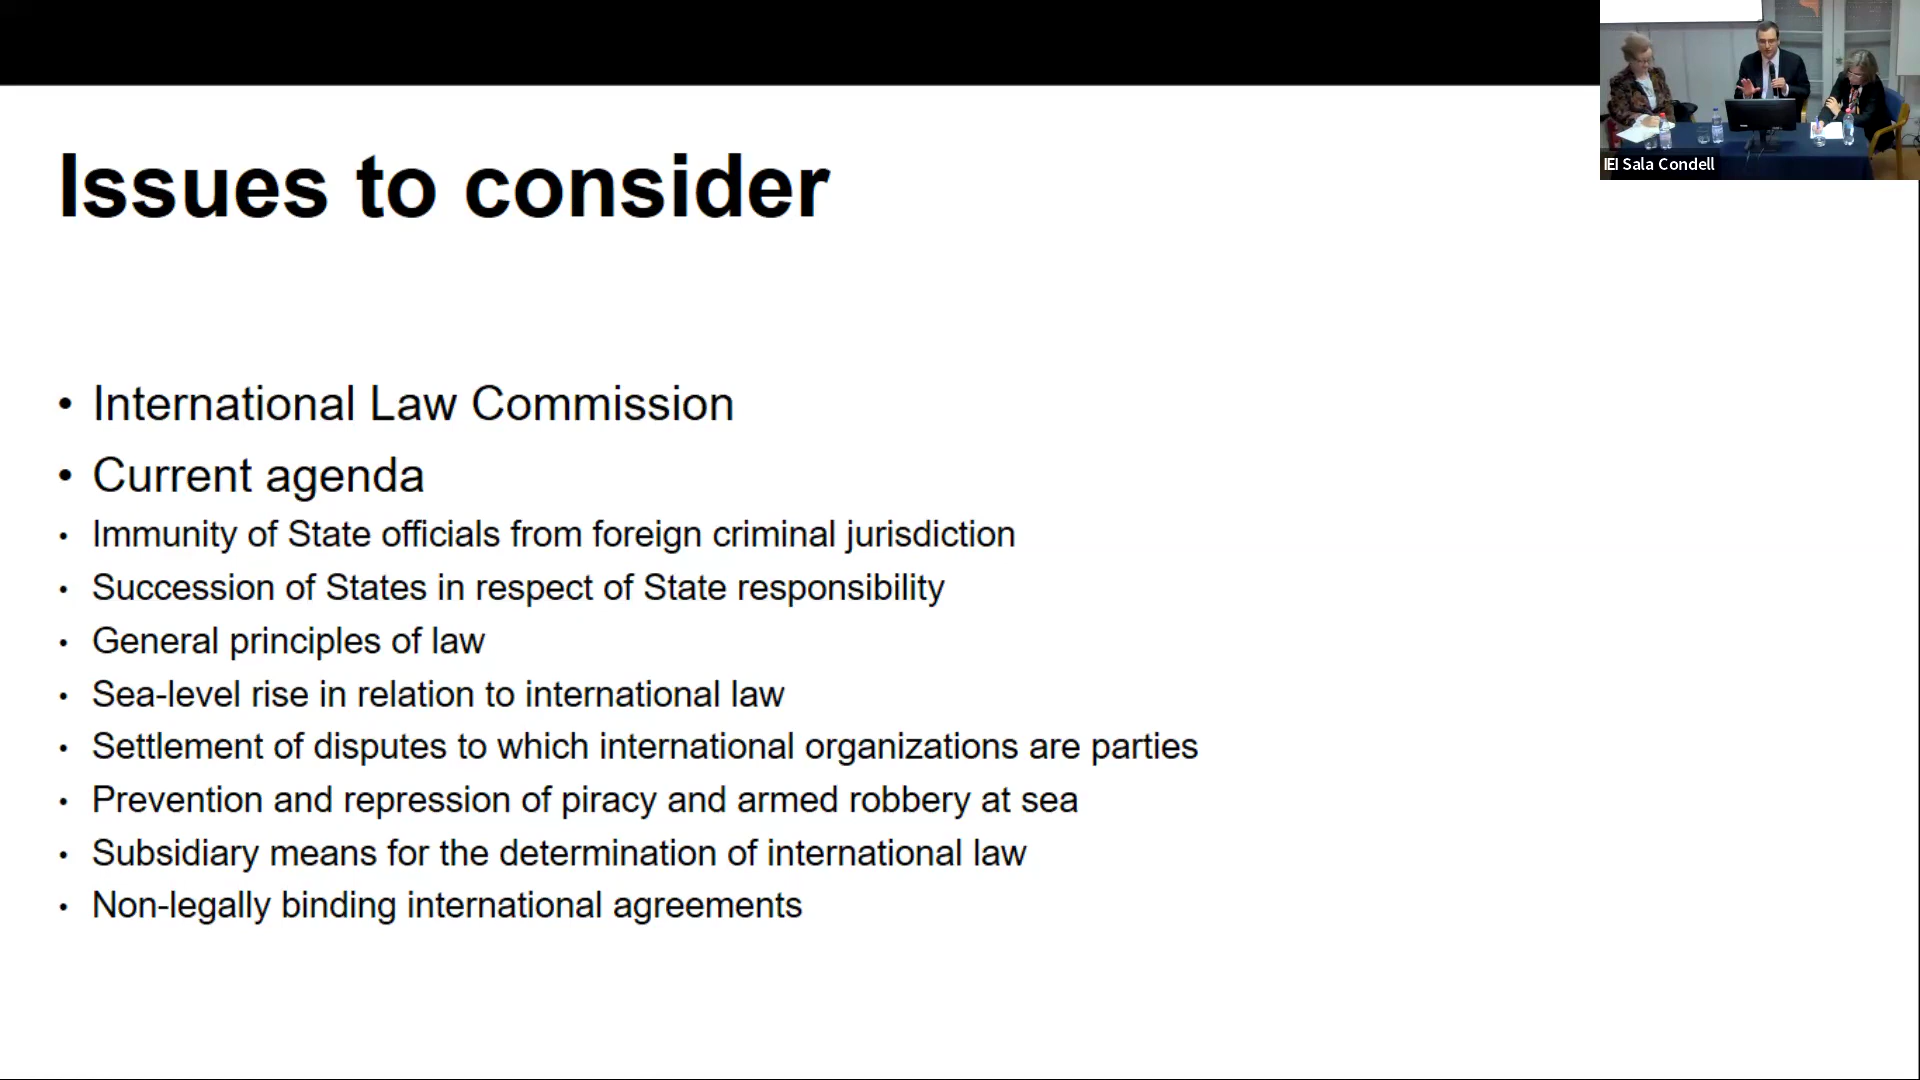 Issues to consider
• International Law Commission
• Current agenda
• Immunity of State officials from foreign criminal jurisdiction
• Succession of States in respect of State responsibility
• General principles of law
• Sea-level rise in relation to international law
• Settlement of disputes to which international organizations are parties
• Prevention and repression of piracy and armed robbery at sea
• Subsidiary means for the determination of international law
• Non-legally binding international agreements
IEI Sala Condell